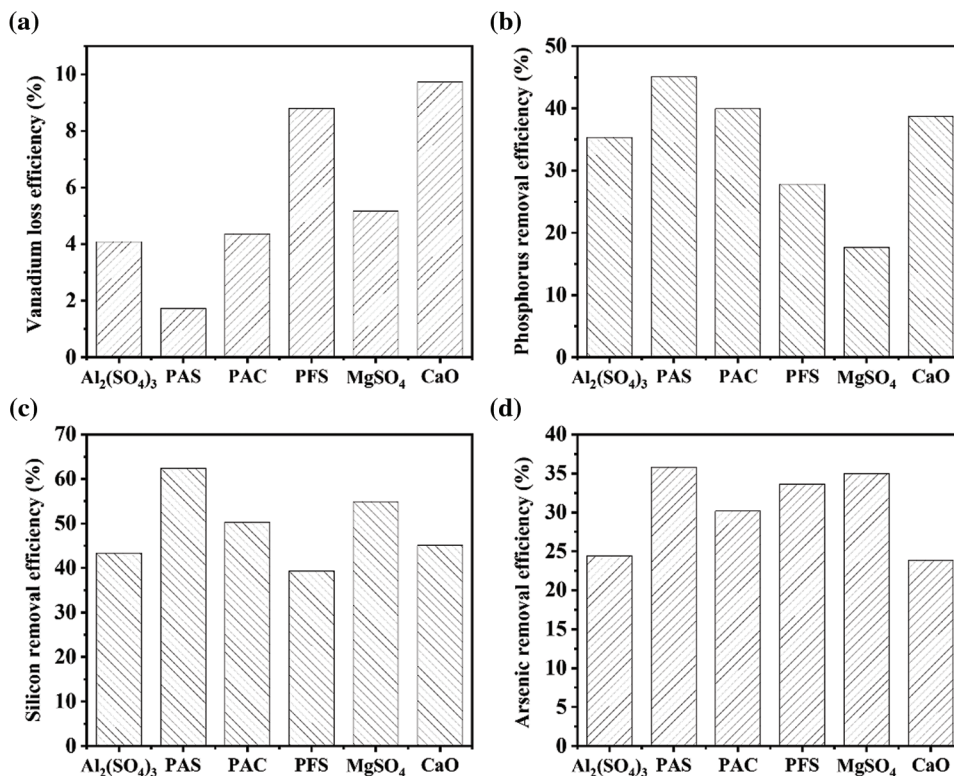 (a)
Vanadium loss efficiency (%)
10
8
6
4
2
0
Al₂(SO₄)₃ PAS PAC PFS MgSO₄ CaO
(b)
Phosphorus removal efficiency (%)
50
40
30
20
10
0
Al₂(SO₄)₃ PAS PAC PFS MgSO₄ CaO
(c)
Silicon removal efficiency (%)
70
60
50
40
30
20
10
0
Al₂(SO₄)₃ PAS PAC PFS MgSO₄ CaO
(d)
Arsenic removal efficiency (%)
40
35
30
25
20
15
10
5
0
Al₂(SO₄)₃ PAS PAC PFS MgSO₄ CaO